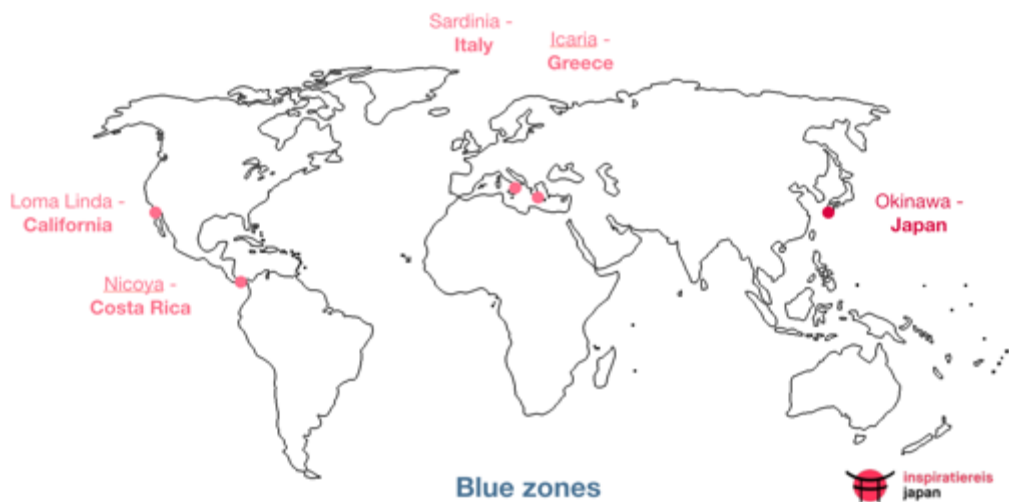 Sardinia -
Italy
Icaria -
Greece
Loma Linda -
California
Okinawa -
Japan
Nicoya -
Costa Rica
Blue zones
inspiratiereis
japan